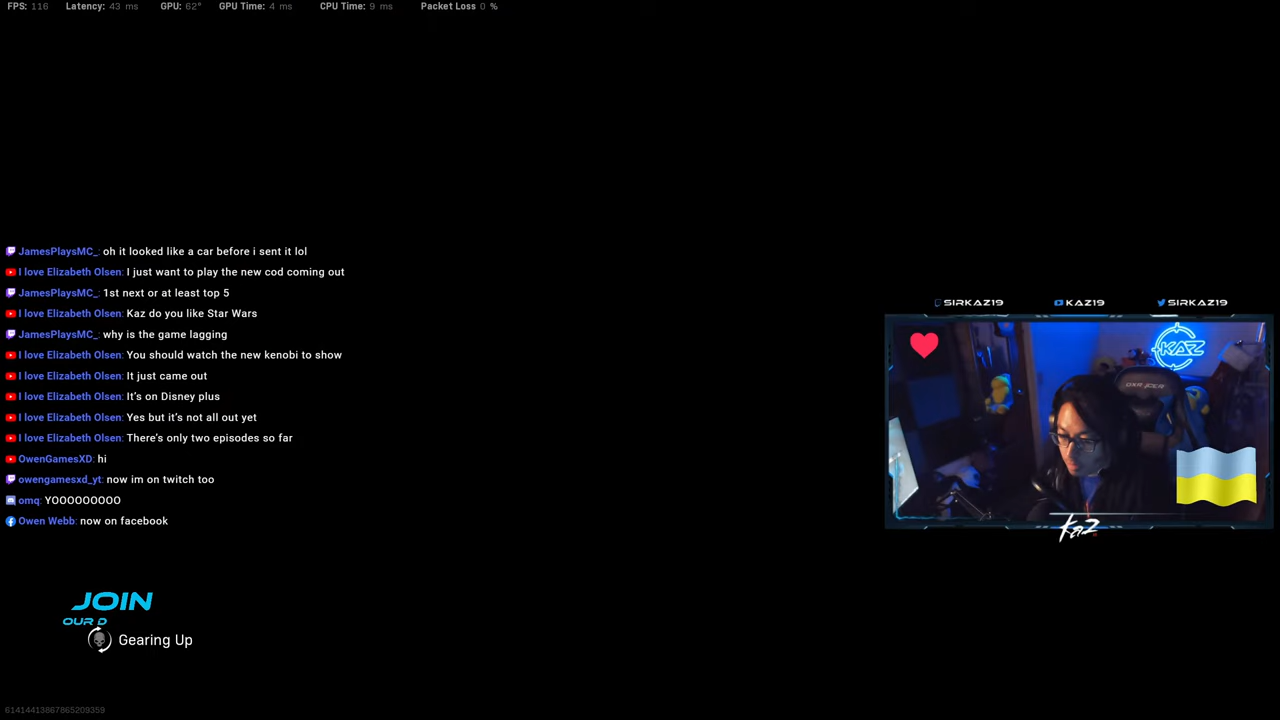 FPS: 116 Latency: 43 ms GPU: 62° GPU Time: 4 ms CPU Time: 9 ms Packet Loss 0 %
JamesPlaysMC_: oh it looked like a car before i sent it lol
I love Elizabeth Olsen: I just want to play the new cod coming out
JamesPlaysMC_: 1st next or at least top 5
I love Elizabeth Olsen: Kaz do you like Star Wars
JamesPlaysMC_: why is the game lagging
I love Elizabeth Olsen: You should watch the new kenobi to show
I love Elizabeth Olsen: It just came out
I love Elizabeth Olsen: It's on Disney plus
I love Elizabeth Olsen: Yes but it's not all out yet
I love Elizabeth Olsen: There's only two episodes so far
OwenGamesXD: hi
owengamesxd_yt: now im on twitch too
omq: YOOOOOOOOO
Owen Webb: now on facebook
SIRKAZ19 KAZ19 SIRKAZ19
KAZ
GXR RACER
KaZ
JOIN
OUR D
Gearing Up
61414413867865209359